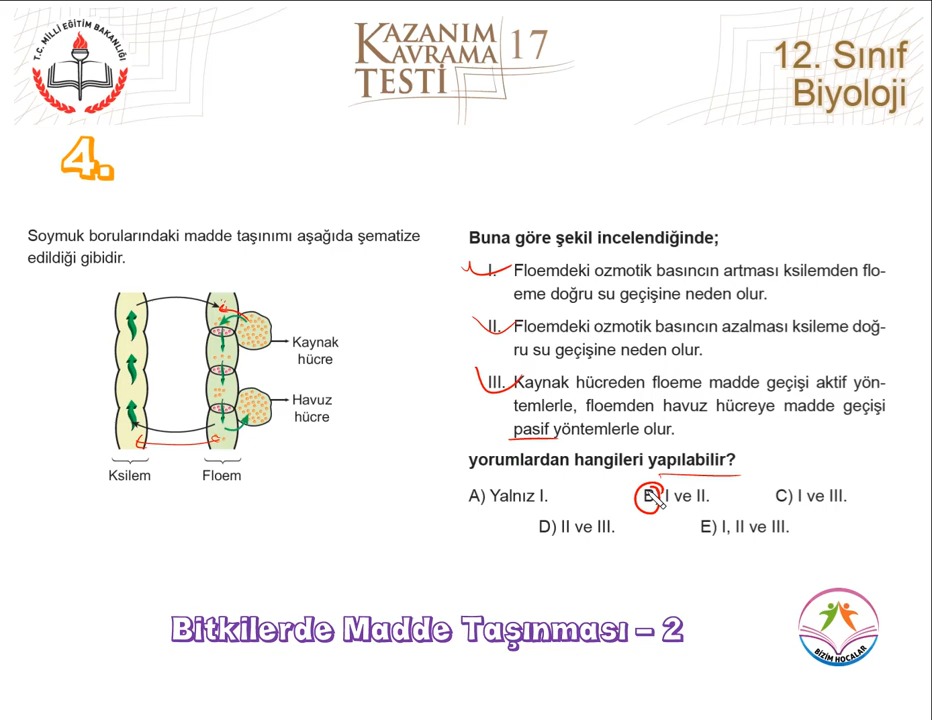 T.C. MİLLİ EĞİTİM BAKANLIĞI
KAZANIM
KAVRAMA
TESTİ
17
12. Sınıf
Biyoloji
4.
Soymuk borularındaki madde taşınımı aşağıda şematize
edildiği gibidir.
Kaynak
hücre
Havuz
hücre
Ksilem
Floem
Buna göre şekil incelendiğinde;
I. Floemdeki ozmotik basıncın artması ksilemden flo-
eme doğru su geçişine neden olur.
II. Floemdeki ozmotik basıncın azalması ksileme doğ-
ru su geçişine neden olur.
III. Kaynak hücreden floeme madde geçişi aktif yön-
temlerle, floemden havuz hücreye madde geçişi
pasif yöntemlerle olur.
yorumlardan hangileri yapılabilir?
A) Yalnız I.
B) I ve II.
C) I ve III.
D) II ve III.
E) I, II ve III.
Bitkilerde Madde Taşınması - 2
BİZİM HOCALAR